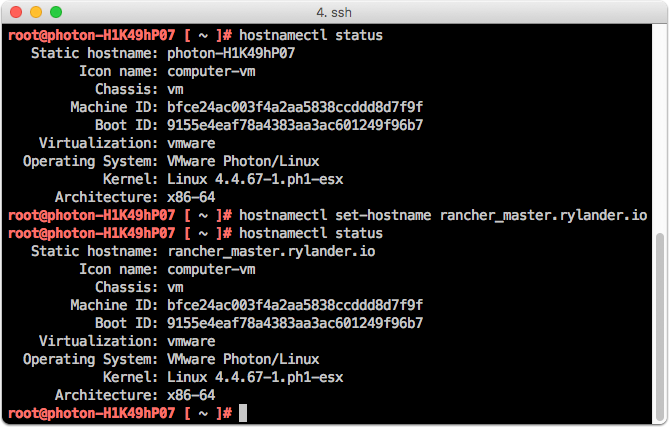 4. ssh
root@photon-H1K49hP07 [ ~ ]# hostnamectl status
Static hostname: photon-H1K49hP07
Icon name: computer-vm
Chassis: vm
Machine ID: bfce24ac003f4a2aa5838ccddd8d7f9f
Boot ID: 9155e4eaf78a4383aa3ac601249f96b7
Virtualization: vmware
Operating System: VMware Photon/Linux
Kernel: Linux 4.4.67-1.ph1-esx
Architecture: x86-64
root@photon-H1K49hP07 [ ~ ]# hostnamectl set-hostname rancher_master.rylander.io
root@photon-H1K49hP07 [ ~ ]# hostnamectl status
Static hostname: rancher_master.rylander.io
Icon name: computer-vm
Chassis: vm
Machine ID: bfce24ac003f4a2aa5838ccddd8d7f9f
Boot ID: 9155e4eaf78a4383aa3ac601249f96b7
Virtualization: vmware
Operating System: VMware Photon/Linux
Kernel: Linux 4.4.67-1.ph1-esx
Architecture: x86-64
root@photon-H1K49hP07 [ ~ ]#